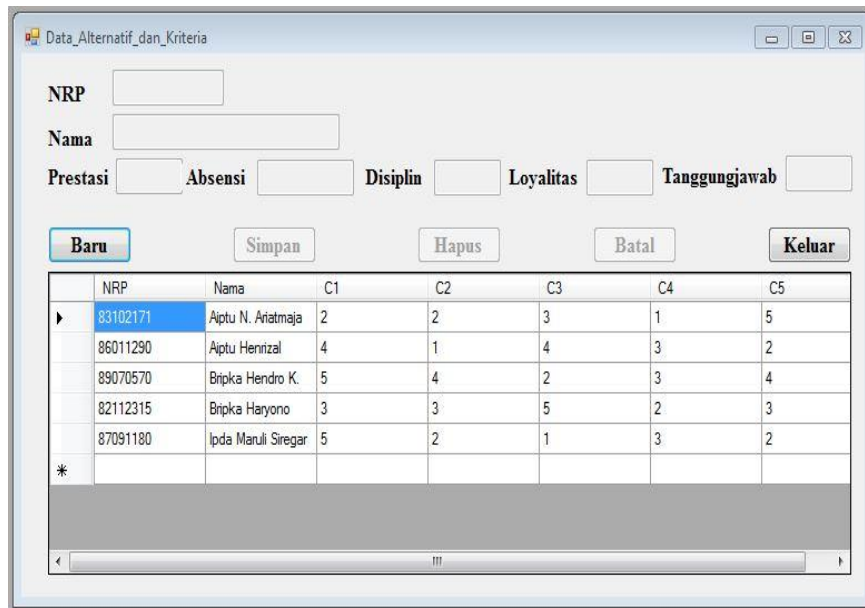 Data_Alternatif_dan_Kriteria
NRP
Nama
Prestasi Absensi Disiplin Loyalitas Tanggungjawab
Baru Simpan Hapus Batal Keluar
NRP Nama C1 C2 C3 C4 C5
83102171 Aiptu N. Ariatmaja 2 2 3 1 5
86011290 Aiptu Henrizal 4 1 4 3 2
89070570 Bripka Hendro K. 5 4 2 3 4
82112315 Bripka Haryono 3 3 5 2 3
87091180 Ipda Maruli Siregar 5 2 1 3 2